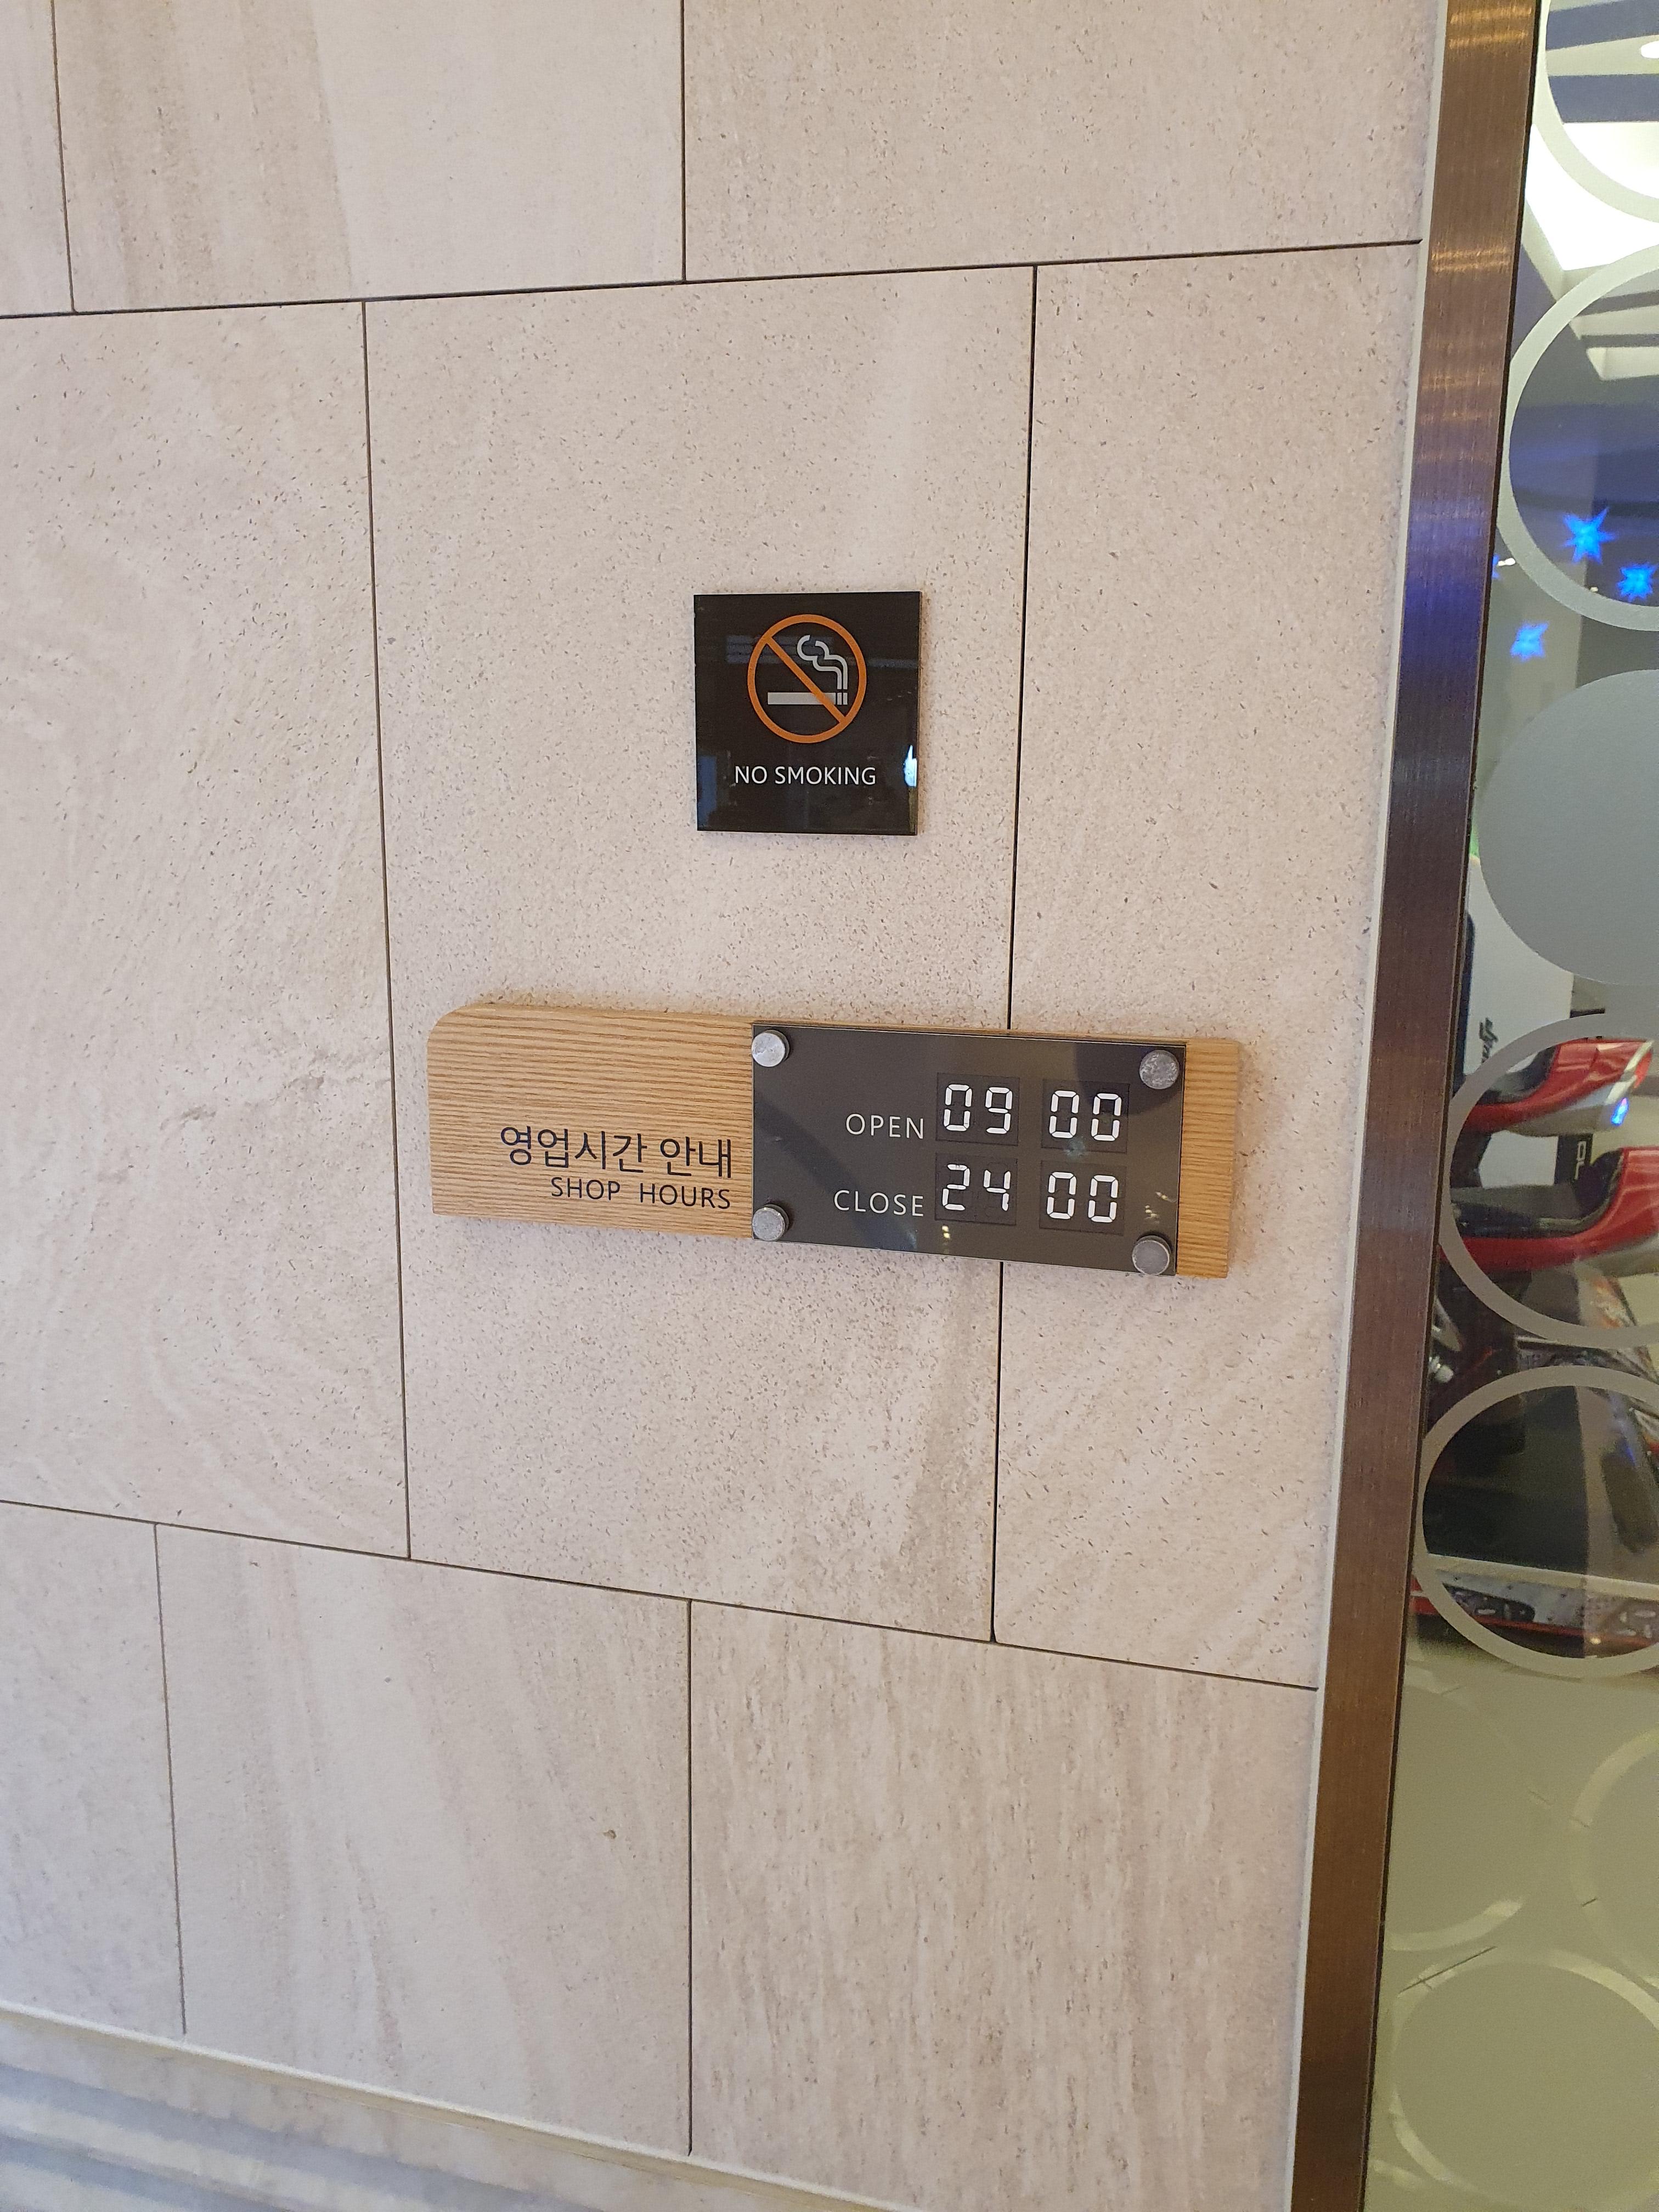 NO SMOKING
영업시간 안내
SHOP HOURS
OPEN 09 00
CLOSE 24 00